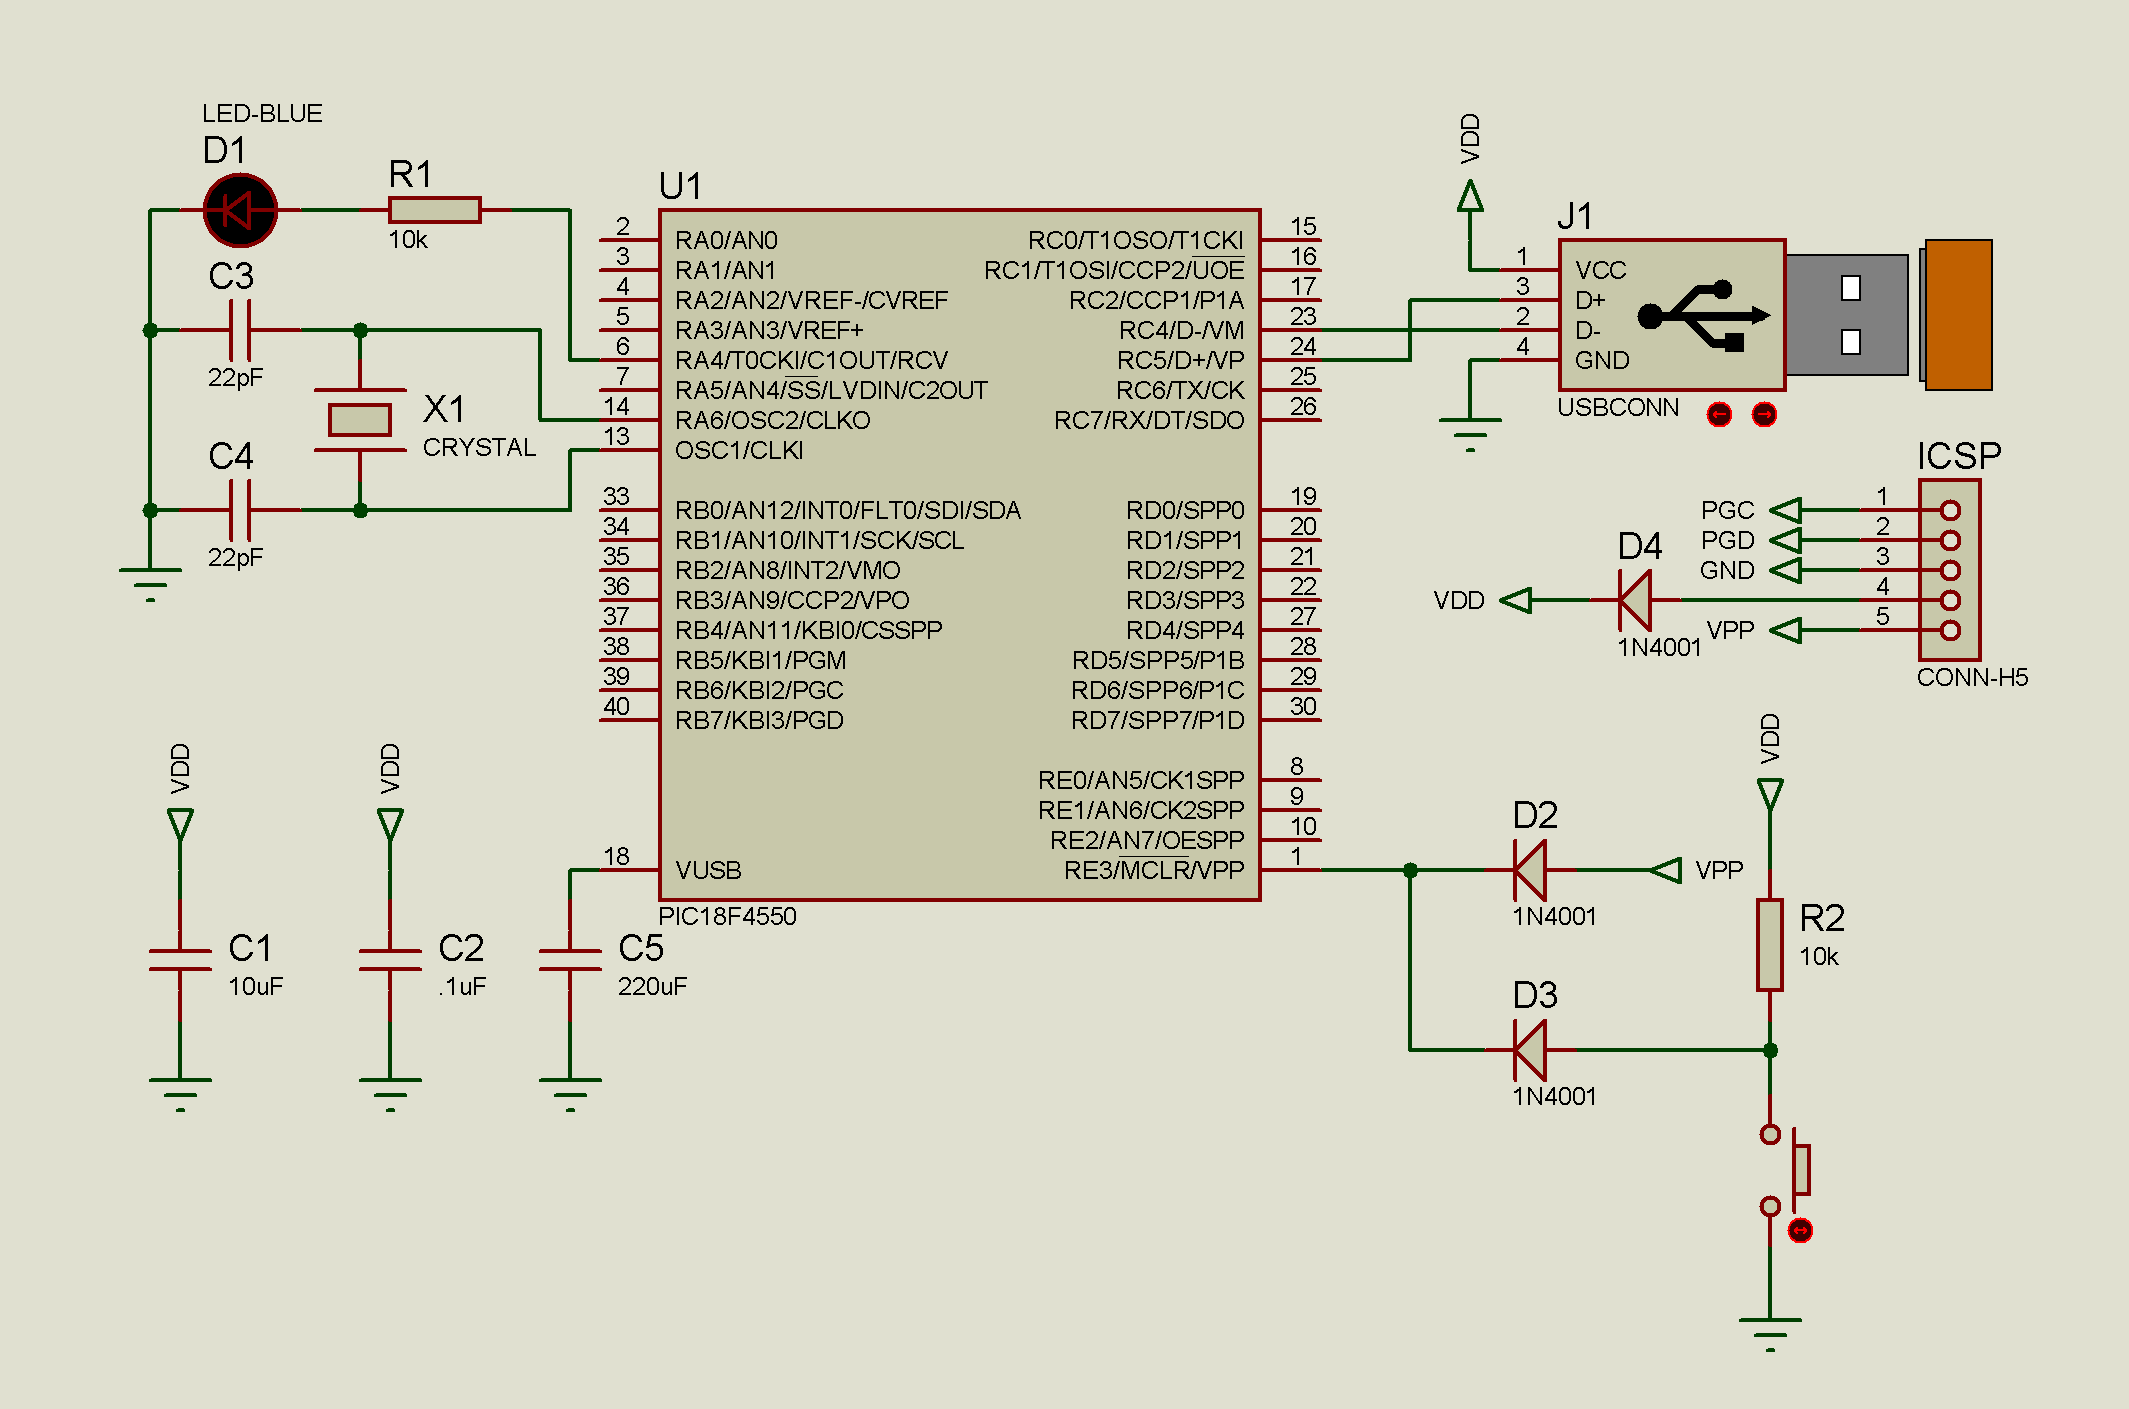 LED-BLUE
D1
R1
10k
C3
22pF
X1
CRYSTAL
C4
22pF
U1
2 RA0/AN0
3 RA1/AN1
4 RA2/AN2/VREF-/CVREF
5 RA3/AN3/VREF+
6 RA4/T0CKI/C1OUT/RCV
7 RA5/AN4/SS/LVDIN/C2OUT
14 RA6/OSC2/CLKO
13 OSC1/CLKI
33 RB0/AN12/INT0/FLT0/SDI/SDA
34 RB1/AN10/INT1/SCK/SCL
35 RB2/AN8/INT2/VMO
36 RB3/AN9/CCP2/VPO
37 RB4/AN11/KBI0/CSSPP
38 RB5/KBI1/PGM
39 RB6/KBI2/PGC
40 RB7/KBI3/PGD
18 VUSB
RC0/T1OSO/T1CKI 15
RC1/T1OSI/CCP2/UOE 16
RC2/CCP1/P1A 17
RC4/D-/VM 23
RC5/D+/VP 24
RC6/TX/CK 25
RC7/RX/DT/SDO 26
RD0/SPP0 19
RD1/SPP1 20
RD2/SPP2 21
RD3/SPP3 22
RD4/SPP4 27
RD5/SPP5/P1B 28
RD6/SPP6/P1C 29
RD7/SPP7/P1D 30
RE0/AN5/CK1SPP 8
RE1/AN6/CK2SPP 9
RE2/AN7/OESPP 10
RE3/MCLR/VPP 1
PIC18F4550
VDD
J1
1 VCC
3 D+
2 D-
4 GND
USBCONN
ICSP
PGC 1
PGD 2
GND 3
VDD 4
VPP 5
D4
1N4001
CONN-H5
VDD
C1
10uF
VDD
C2
.1uF
C5
220uF
D2
VPP
1N4001
D3
1N4001
VDD
R2
10k